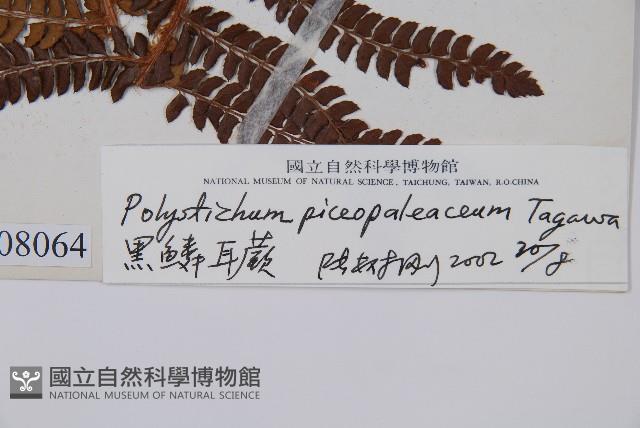 國立自然科學博物館
NATIONAL MUSEUM OF NATURAL SCIENCE, TAICHUNG, TAIWAN, R.O.CHINA
Polystichum piceopaleaceum Tagawa
黑鱗耳蕨 2002 20/8
08064
國立自然科學博物館
NATIONAL MUSEUM OF NATURAL SCIENCE